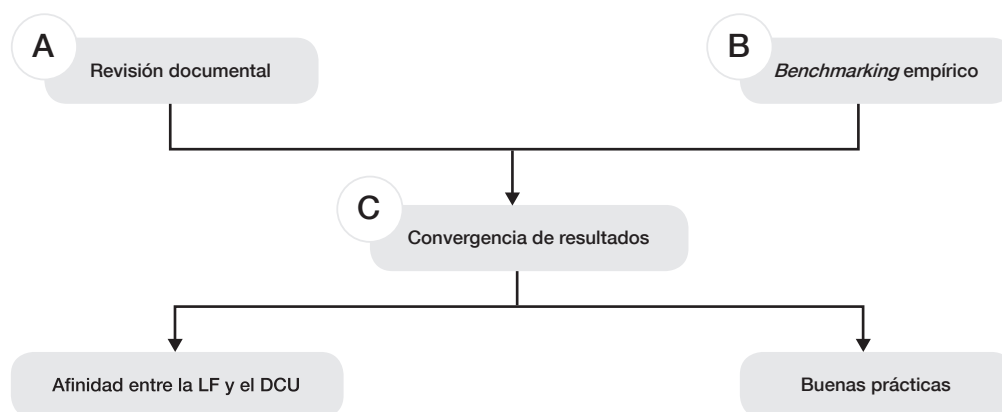 A
Revisión documental
B
Benchmarking empírico
C
Convergencia de resultados
Afinidad entre la LF y el DCU
Buenas prácticas